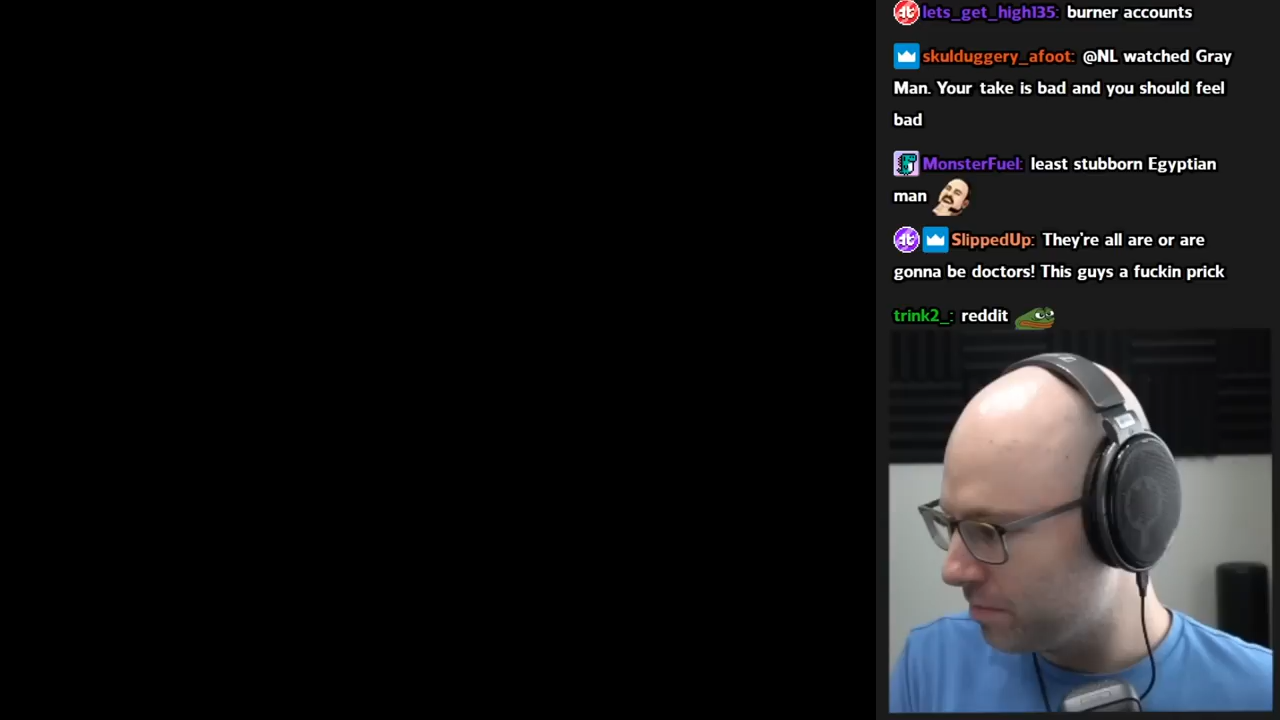 lets_get_high135: burner accounts
skulduggery_afoot: @NL watched Gray
Man. Your take is bad and you should feel
bad
MonsterFuel: least stubborn Egyptian
man
SlippedUp: They're all are or are
gonna be doctors! This guys a fuckin prick
trink2_: reddit